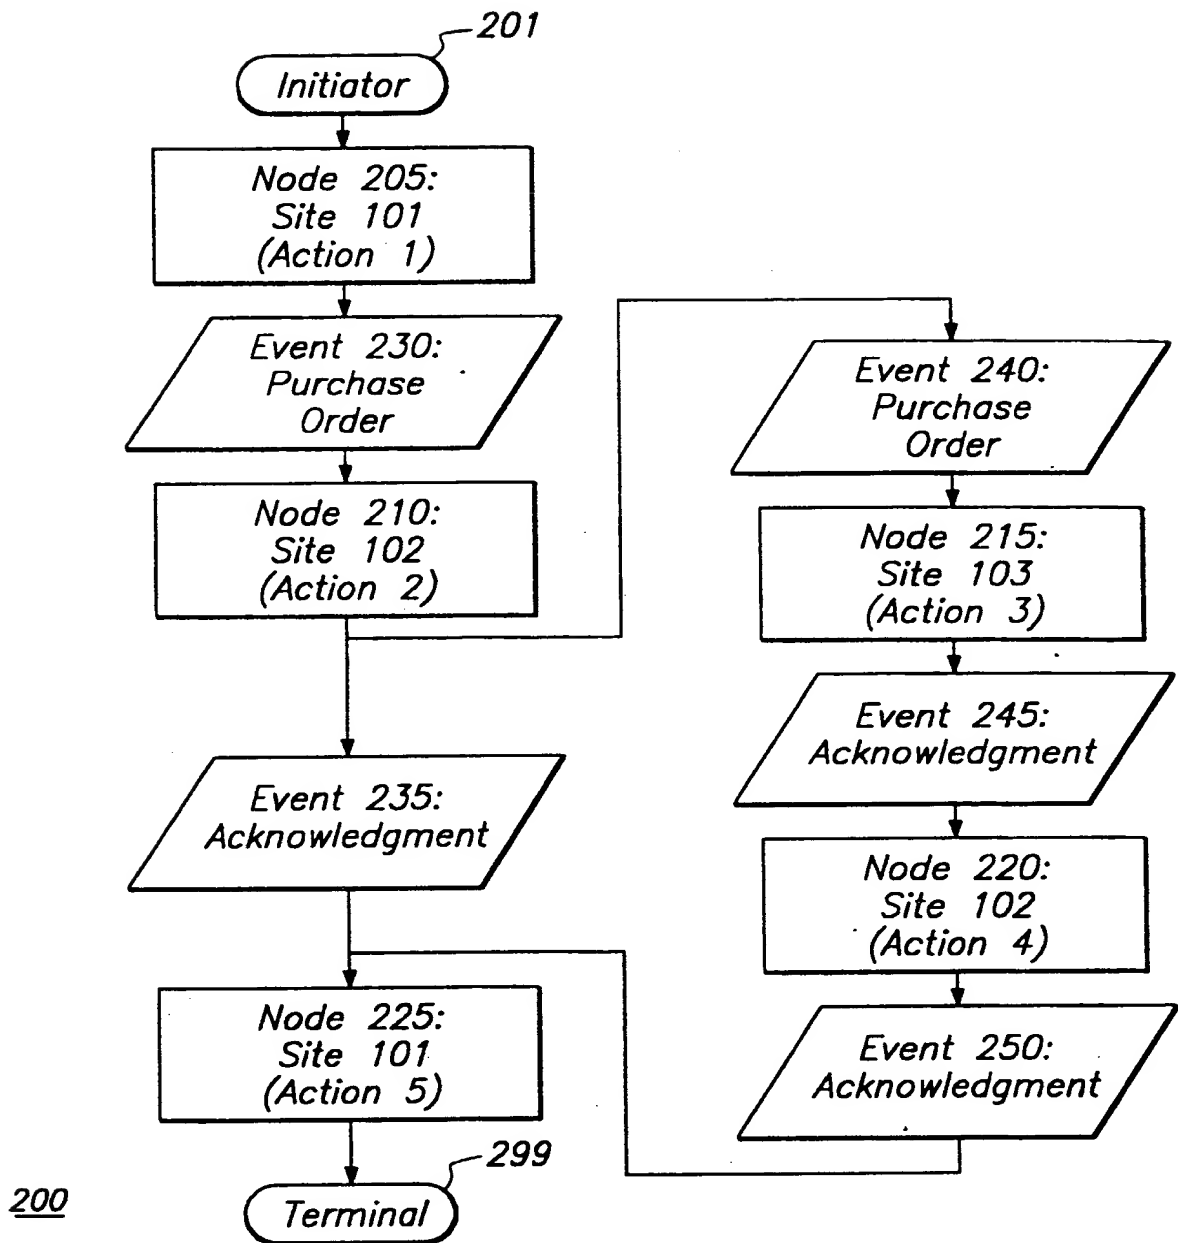 201
Initiator
Node 205:
Site 101
(Action 1)
Event 230:
Purchase
Order
Node 210:
Site 102
(Action 2)
Event 235:
Acknowledgment
Node 225:
Site 101
(Action 5)
299
Terminal
200
Event 240:
Purchase
Order
Node 215:
Site 103
(Action 3)
Event 245:
Acknowledgment
Node 220:
Site 102
(Action 4)
Event 250:
Acknowledgment